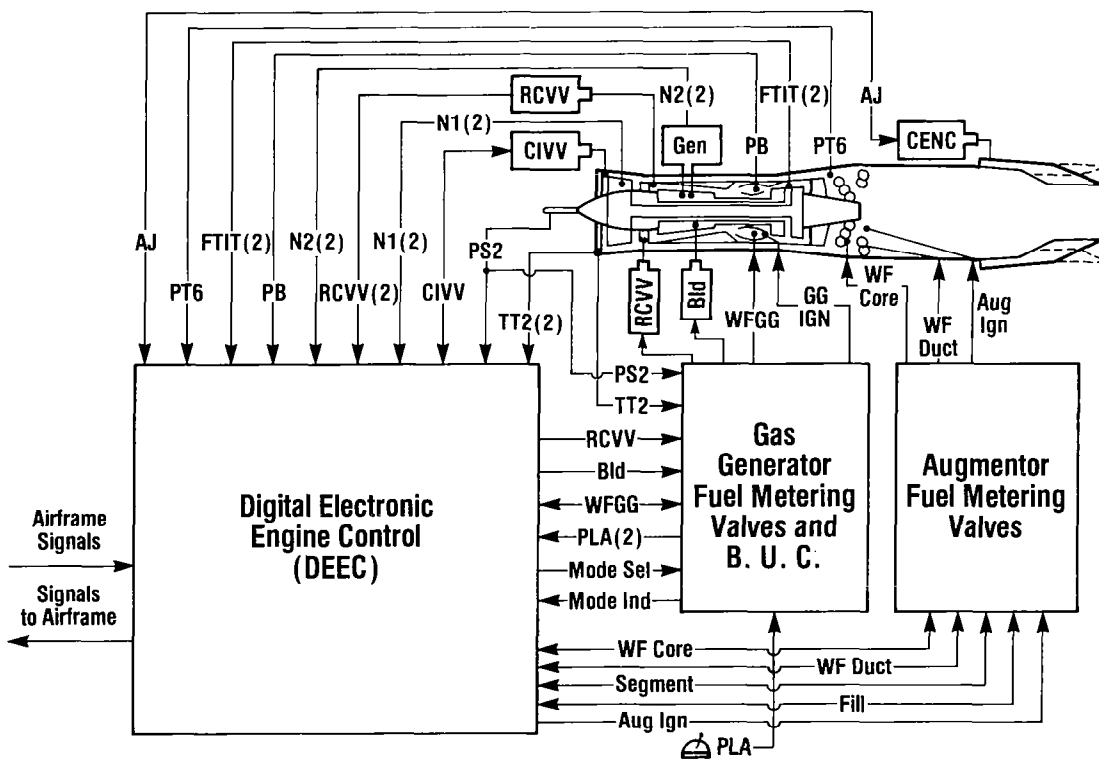 RCVV
N2(2)
FTIT(2)
AJ
N1(2)
CIVV
Gen
PB
PT6
CENC
AJ
FTIT(2)
N2(2)
N1(2)
PS2
PT6
PB
RCVV(2)
CIVV
TT2(2)
RCVV
Bld
WFGG
GG
IGN
WF
Core
WF
Duct
Aug
Ign
PS2
TT2
RCVV
Bld
WFGG
PLA(2)
Mode Sel
Mode Ind
Digital Electronic
Engine Control
(DEEC)
Gas
Generator
Fuel Metering
Valves and
B. U. C.
Augmentor
Fuel Metering
Valves
Airframe
Signals
Signals
to Airframe
WF Core
WF Duct
Segment
Fill
Aug Ign
PLA